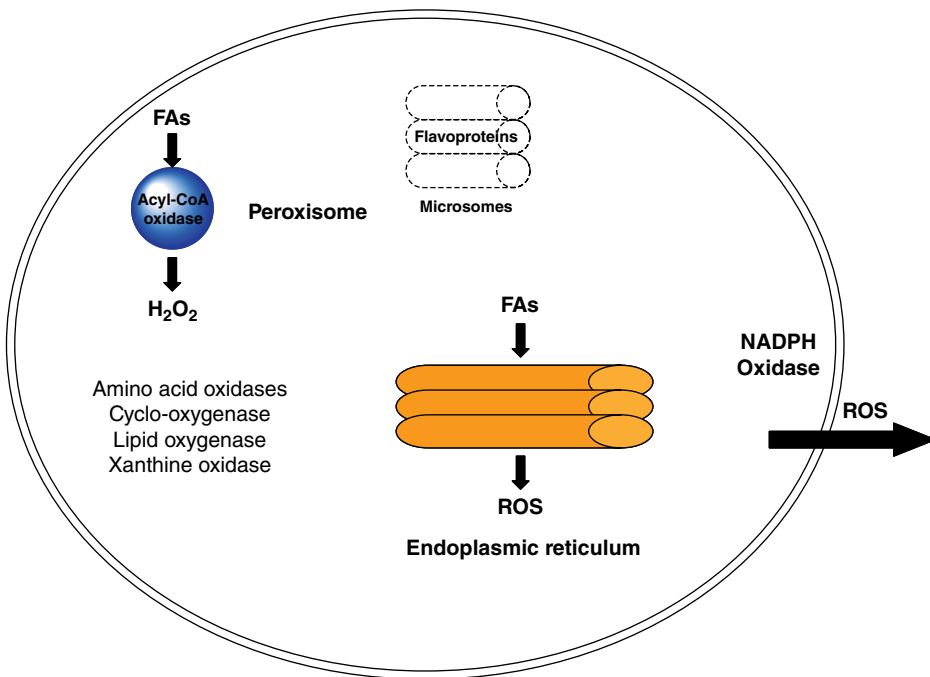 FAs
Acyl-CoA
oxidase
Peroxisome
H₂O₂
Flavoproteins
Microsomes
FAs
ROS
Endoplasmic reticulum
NADPH
Oxidase
ROS
Amino acid oxidases
Cyclo-oxygenase
Lipid oxygenase
Xanthine oxidase